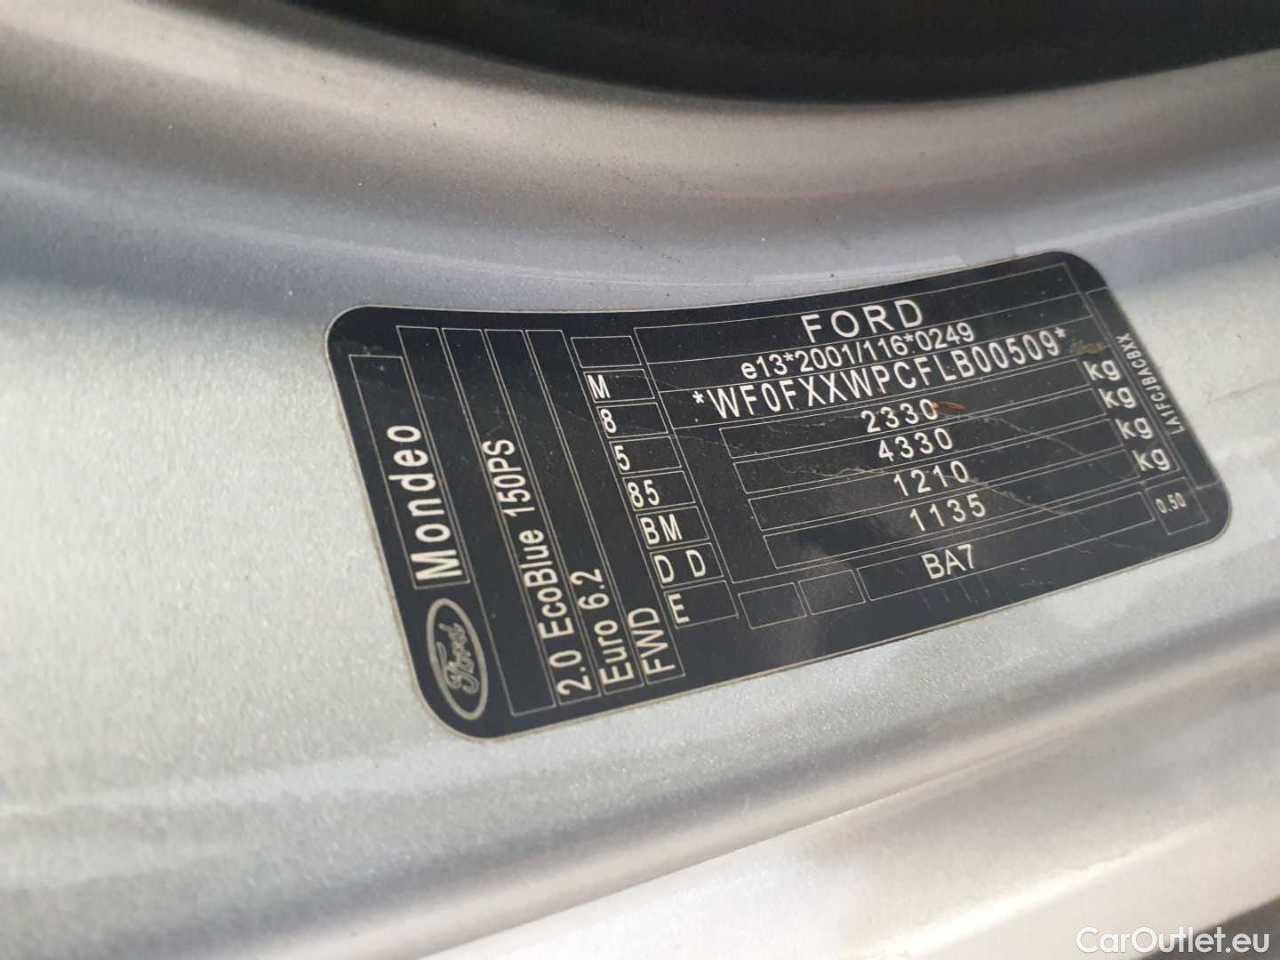 FORD
e13*2001/116*0249
*WF0FXXWPCFLB00509*
2330 kg
4330 kg
1210 kg
1135 kg
BA7
0.50
LA1FCJBACBXX
M
8
5
85
BM
D D
E
Ford
Mondeo
2.0 EcoBlue 150PS
Euro 6.2
FWD
CarOutlet.eu